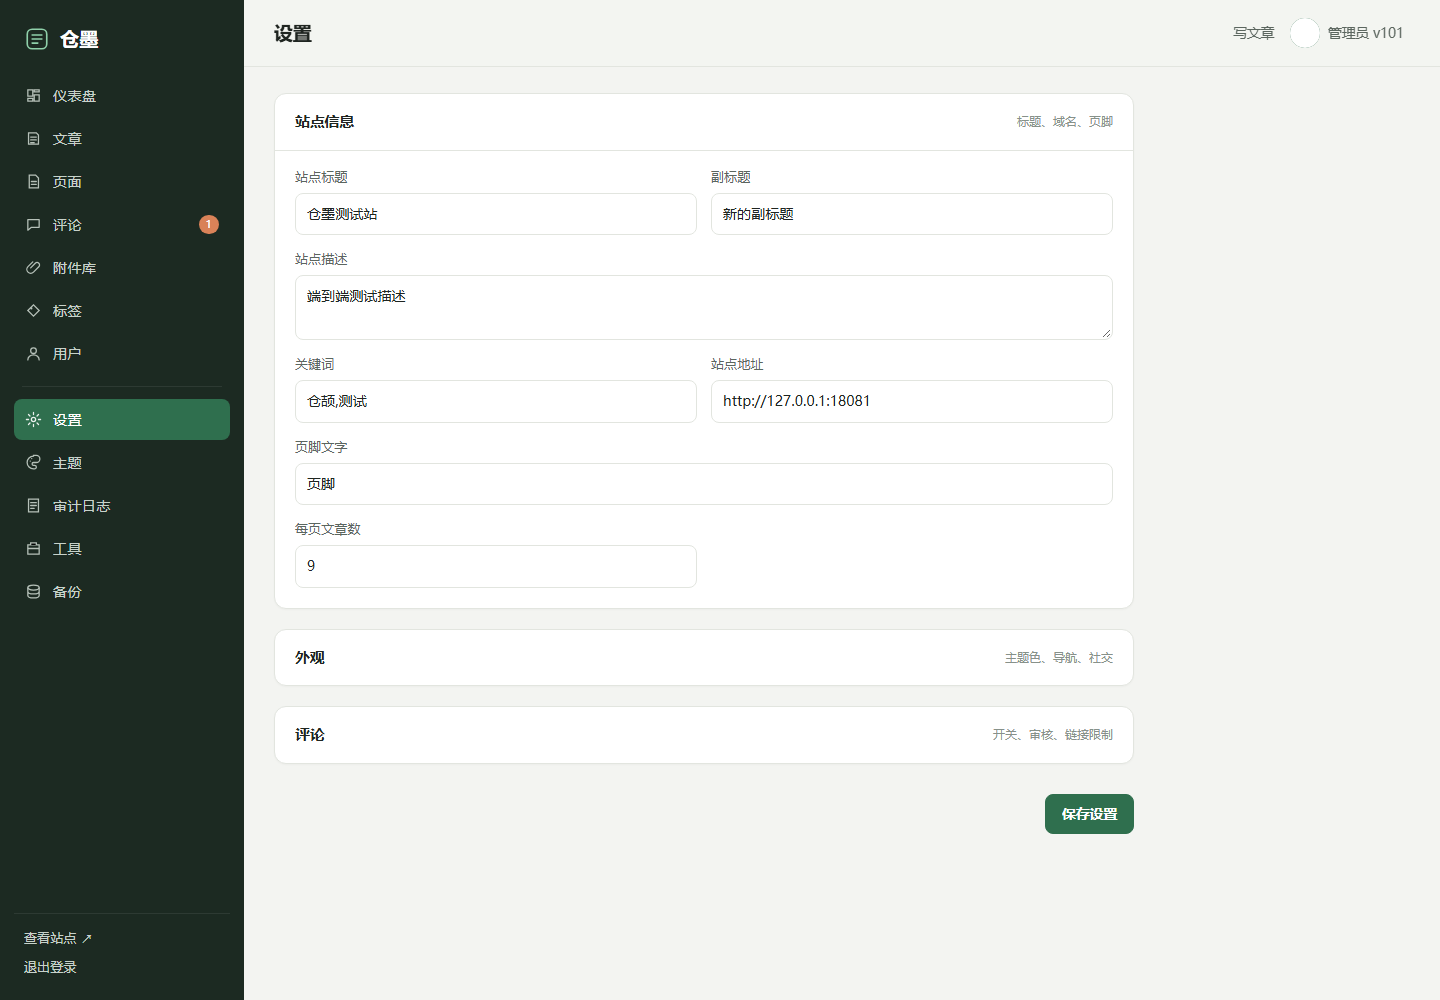 仓墨
仪表盘
文章
页面
评论 1
附件库
标签
用户
设置
主题
审计日志
工具
备份
查看站点 ↗
退出登录
设置
写文章 管理员 v101
站点信息 标题、域名、页脚
站点标题 副标题
仓墨测试站 新的副标题
站点描述
端到端测试描述
关键词 站点地址
仓颉,测试 http://127.0.0.1:18081
页脚文字
页脚
每页文章数
9
外观 主题色、导航、社交
评论 开关、审核、链接限制
保存设置